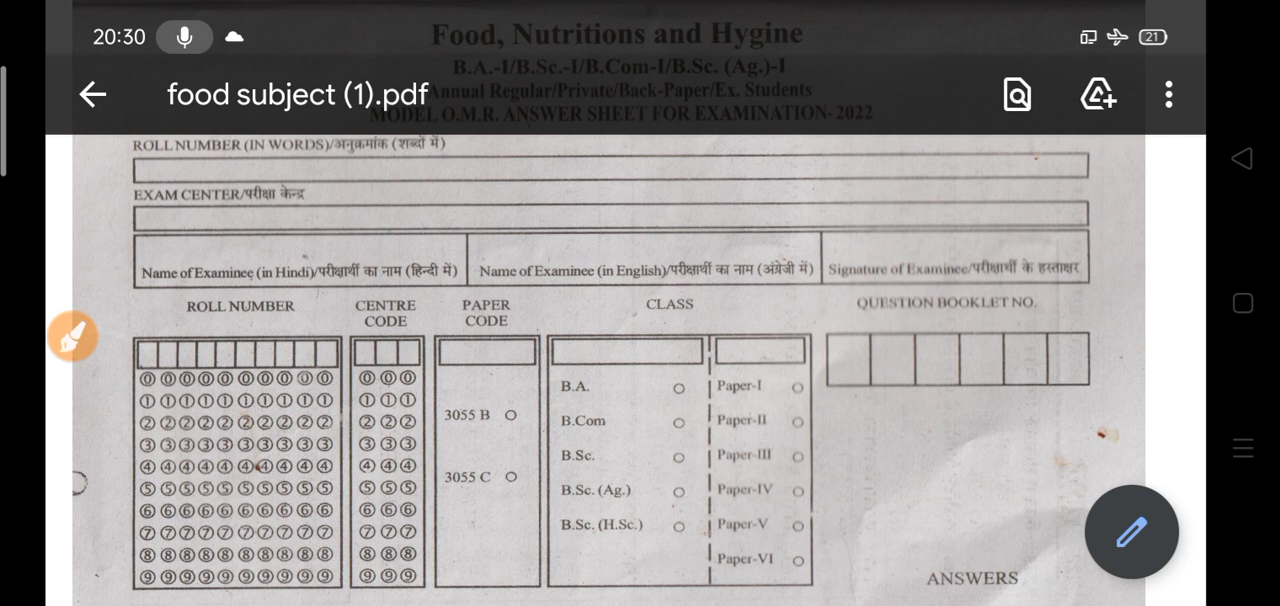 20:30
21
Food, Nutritions and Hygine
B.A.-I/B.Sc.-I/B.Com-I/B.Sc. (Ag.)-I
food subject (1).pdf
Annual Regular/Private/Back-Paper/Ex. Students
MODEL O.M.R. ANSWER SHEET FOR EXAMINATION- 2022
ROLL NUMBER (IN WORDS)/अनुक्रमांक (शब्दों में)
EXAM CENTER/परीक्षा केन्द्र
Name of Examinee (in Hindi)/परीक्षार्थी का नाम (हिन्दी में) Name of Examinee (in English)/परीक्षार्थी का नाम (अंग्रेजी में) Signature of Examinee/परीक्षार्थी के हस्ताक्षर
ROLL NUMBER CENTRE CODE PAPER CODE CLASS QUESTION BOOKLET NO.
0 0 0 0 0 0 0 0 0 0 0 0 0
B.A. Paper-I
1 1 1 1 1 1 1 1 1 1 1 1 1
3055 B
2 2 2 2 2 2 2 2 2 2 2 2 2
B.Com Paper-II
3 3 3 3 3 3 3 3 3 3 3 3 3
B.Sc. Paper-III
4 4 4 4 4 4 4 4 4 4 4 4 4
3055 C
5 5 5 5 5 5 5 5 5 5 5 5 5
B.Sc. (Ag.) Paper-IV
6 6 6 6 6 6 6 6 6 6 6 6 6
B.Sc. (H.Sc.) Paper-V
7 7 7 7 7 7 7 7 7 7 7 7 7
8 8 8 8 8 8 8 8 8 8 8 8 8
Paper-VI
9 9 9 9 9 9 9 9 9 9 9 9 9
ANSWERS